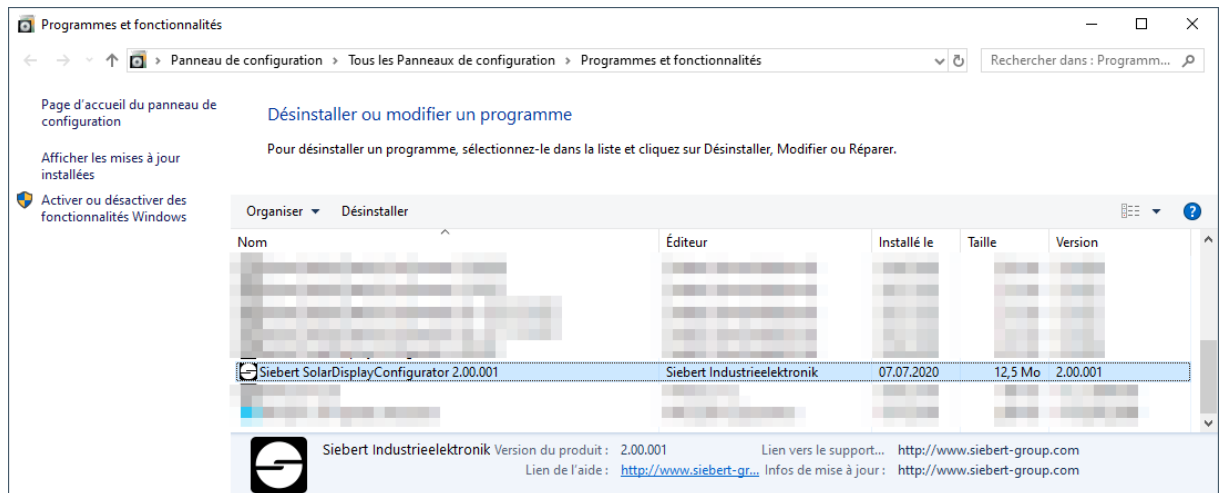 Programmes et fonctionnalités
Panneau de configuration > Tous les Panneaux de configuration > Programmes et fonctionnalités
Rechercher dans : Programm...
Page d'accueil du panneau de
configuration
Afficher les mises à jour
installées
Activer ou désactiver des
fonctionnalités Windows
Désinstaller ou modifier un programme
Pour désinstaller un programme, sélectionnez-le dans la liste et cliquez sur Désinstaller, Modifier ou Réparer.
Organiser Désinstaller
Nom Éditeur Installé le Taille Version
Siebert SolarDisplayConfigurator 2.00.001 Siebert Industrieelektronik 07.07.2020 12,5 Mo 2.00.001
Siebert Industrieelektronik Version du produit : 2.00.001 Lien vers le support... http://www.siebert-group.com
Lien de l'aide : http://www.siebert-gr... Infos de mise à jour : http://www.siebert-group.com